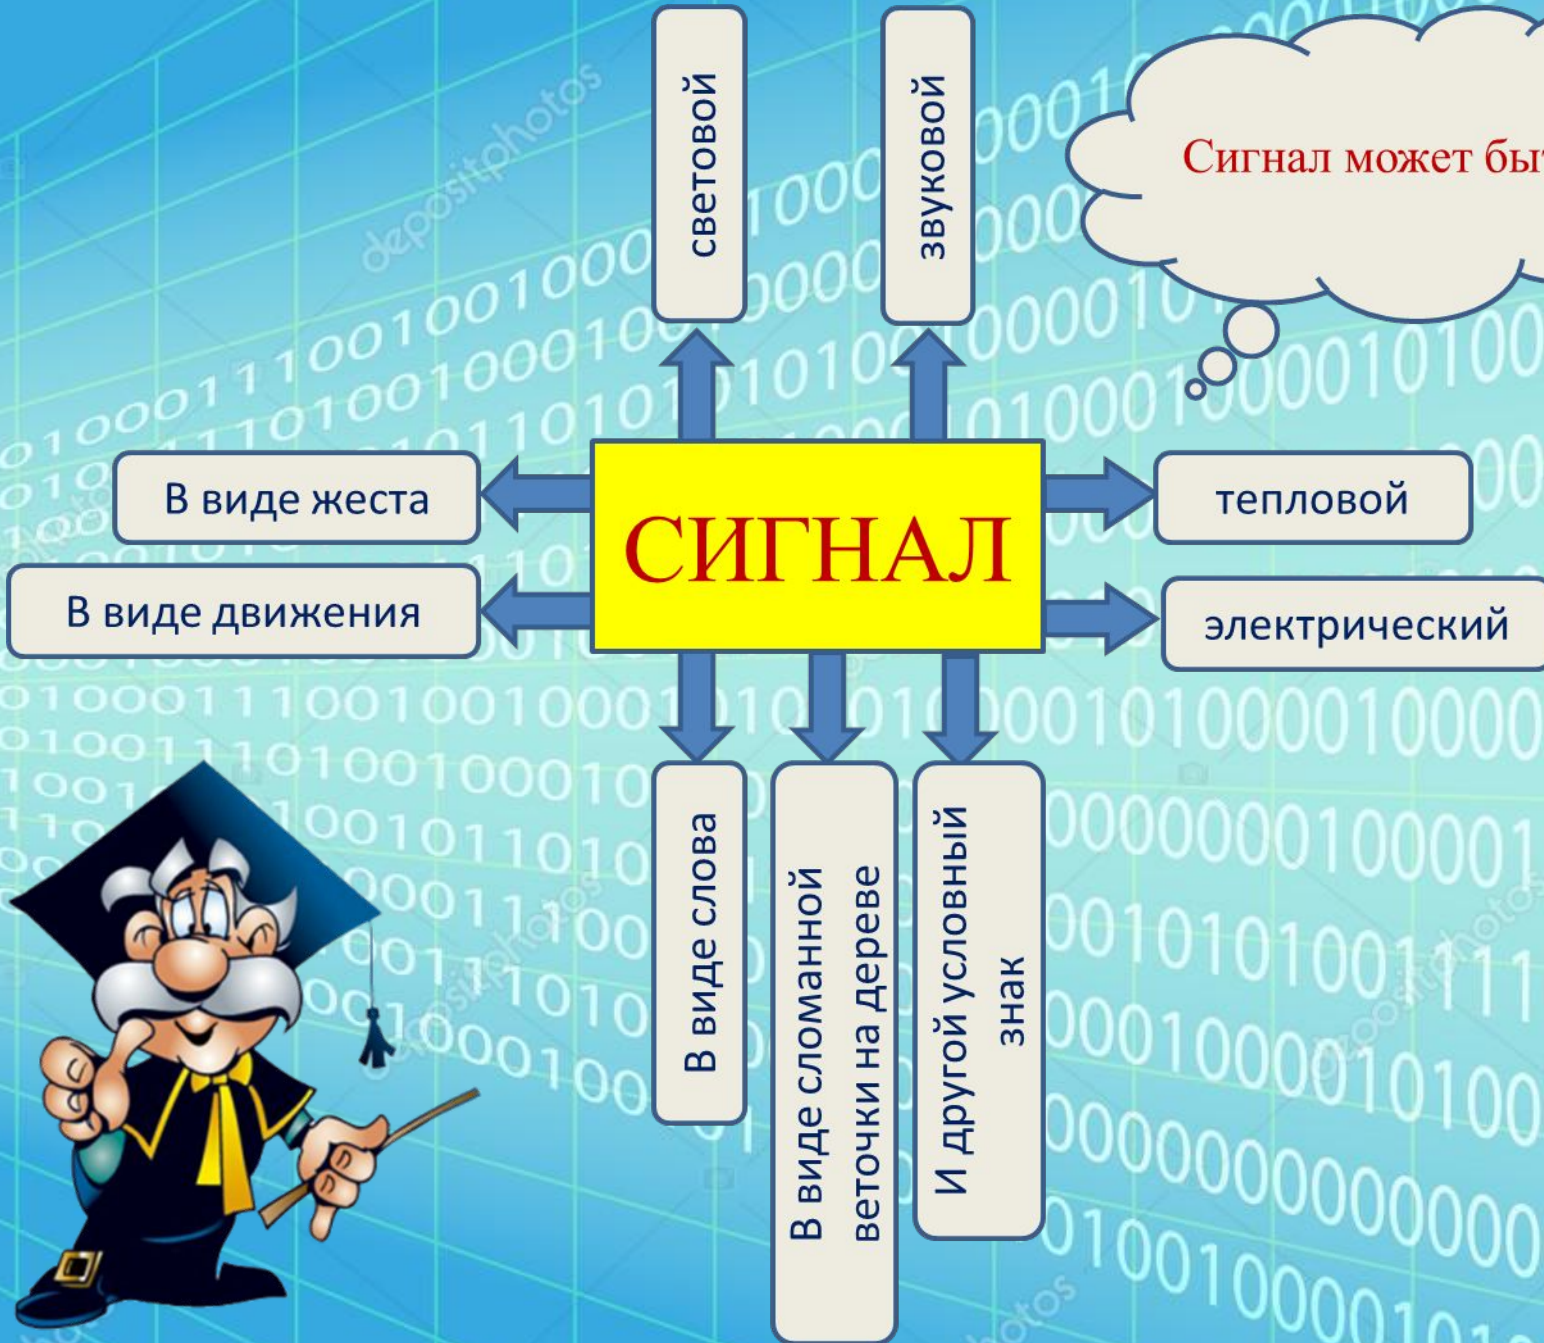 световой
звуковой
Сигнал может
В виде жеста
тепловой
СИГНАЛ
В виде движения
электрический
В виде слова
В виде сломанной
веточки на дереве
И другой условный
знак
depositphotos